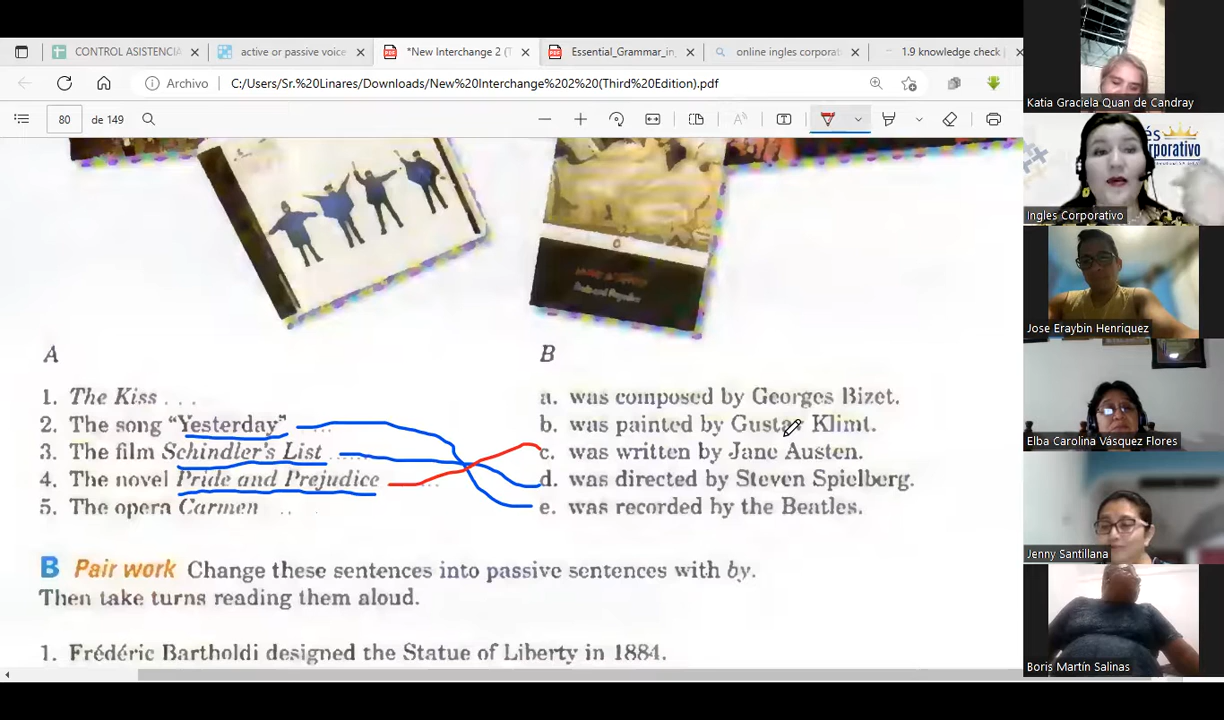 CONTROL ASISTENCIA
active or passive voice
*New Interchange 2 (T
Essential_Grammar_in_
online ingles corporat
1.9 knowledge check
Archivo
C:/Users/Sr.%20Linares/Downloads/New%20Interchange%202%20(Third%20Edition).pdf
80
de 149
A
B
1. The Kiss . . .
a. was composed by Georges Bizet.
2. The song “Yesterday” . . .
b. was painted by Gustav Klimt.
3. The film Schindler's List . . .
c. was written by Jane Austen.
4. The novel Pride and Prejudice . . .
d. was directed by Steven Spielberg.
5. The opera Carmen . . .
e. was recorded by the Beatles.
B Pair work Change these sentences into passive sentences with by.
Then take turns reading them aloud.
1. Frédéric Bartholdi designed the Statue of Liberty in 1884.
Katia Graciela Quan de Candray
és
orporativo
Ingles Corporativo
Jose Eraybin Henriquez
Elba Carolina Vásquez Flores
Jenny Santillana
Boris Martín Salinas